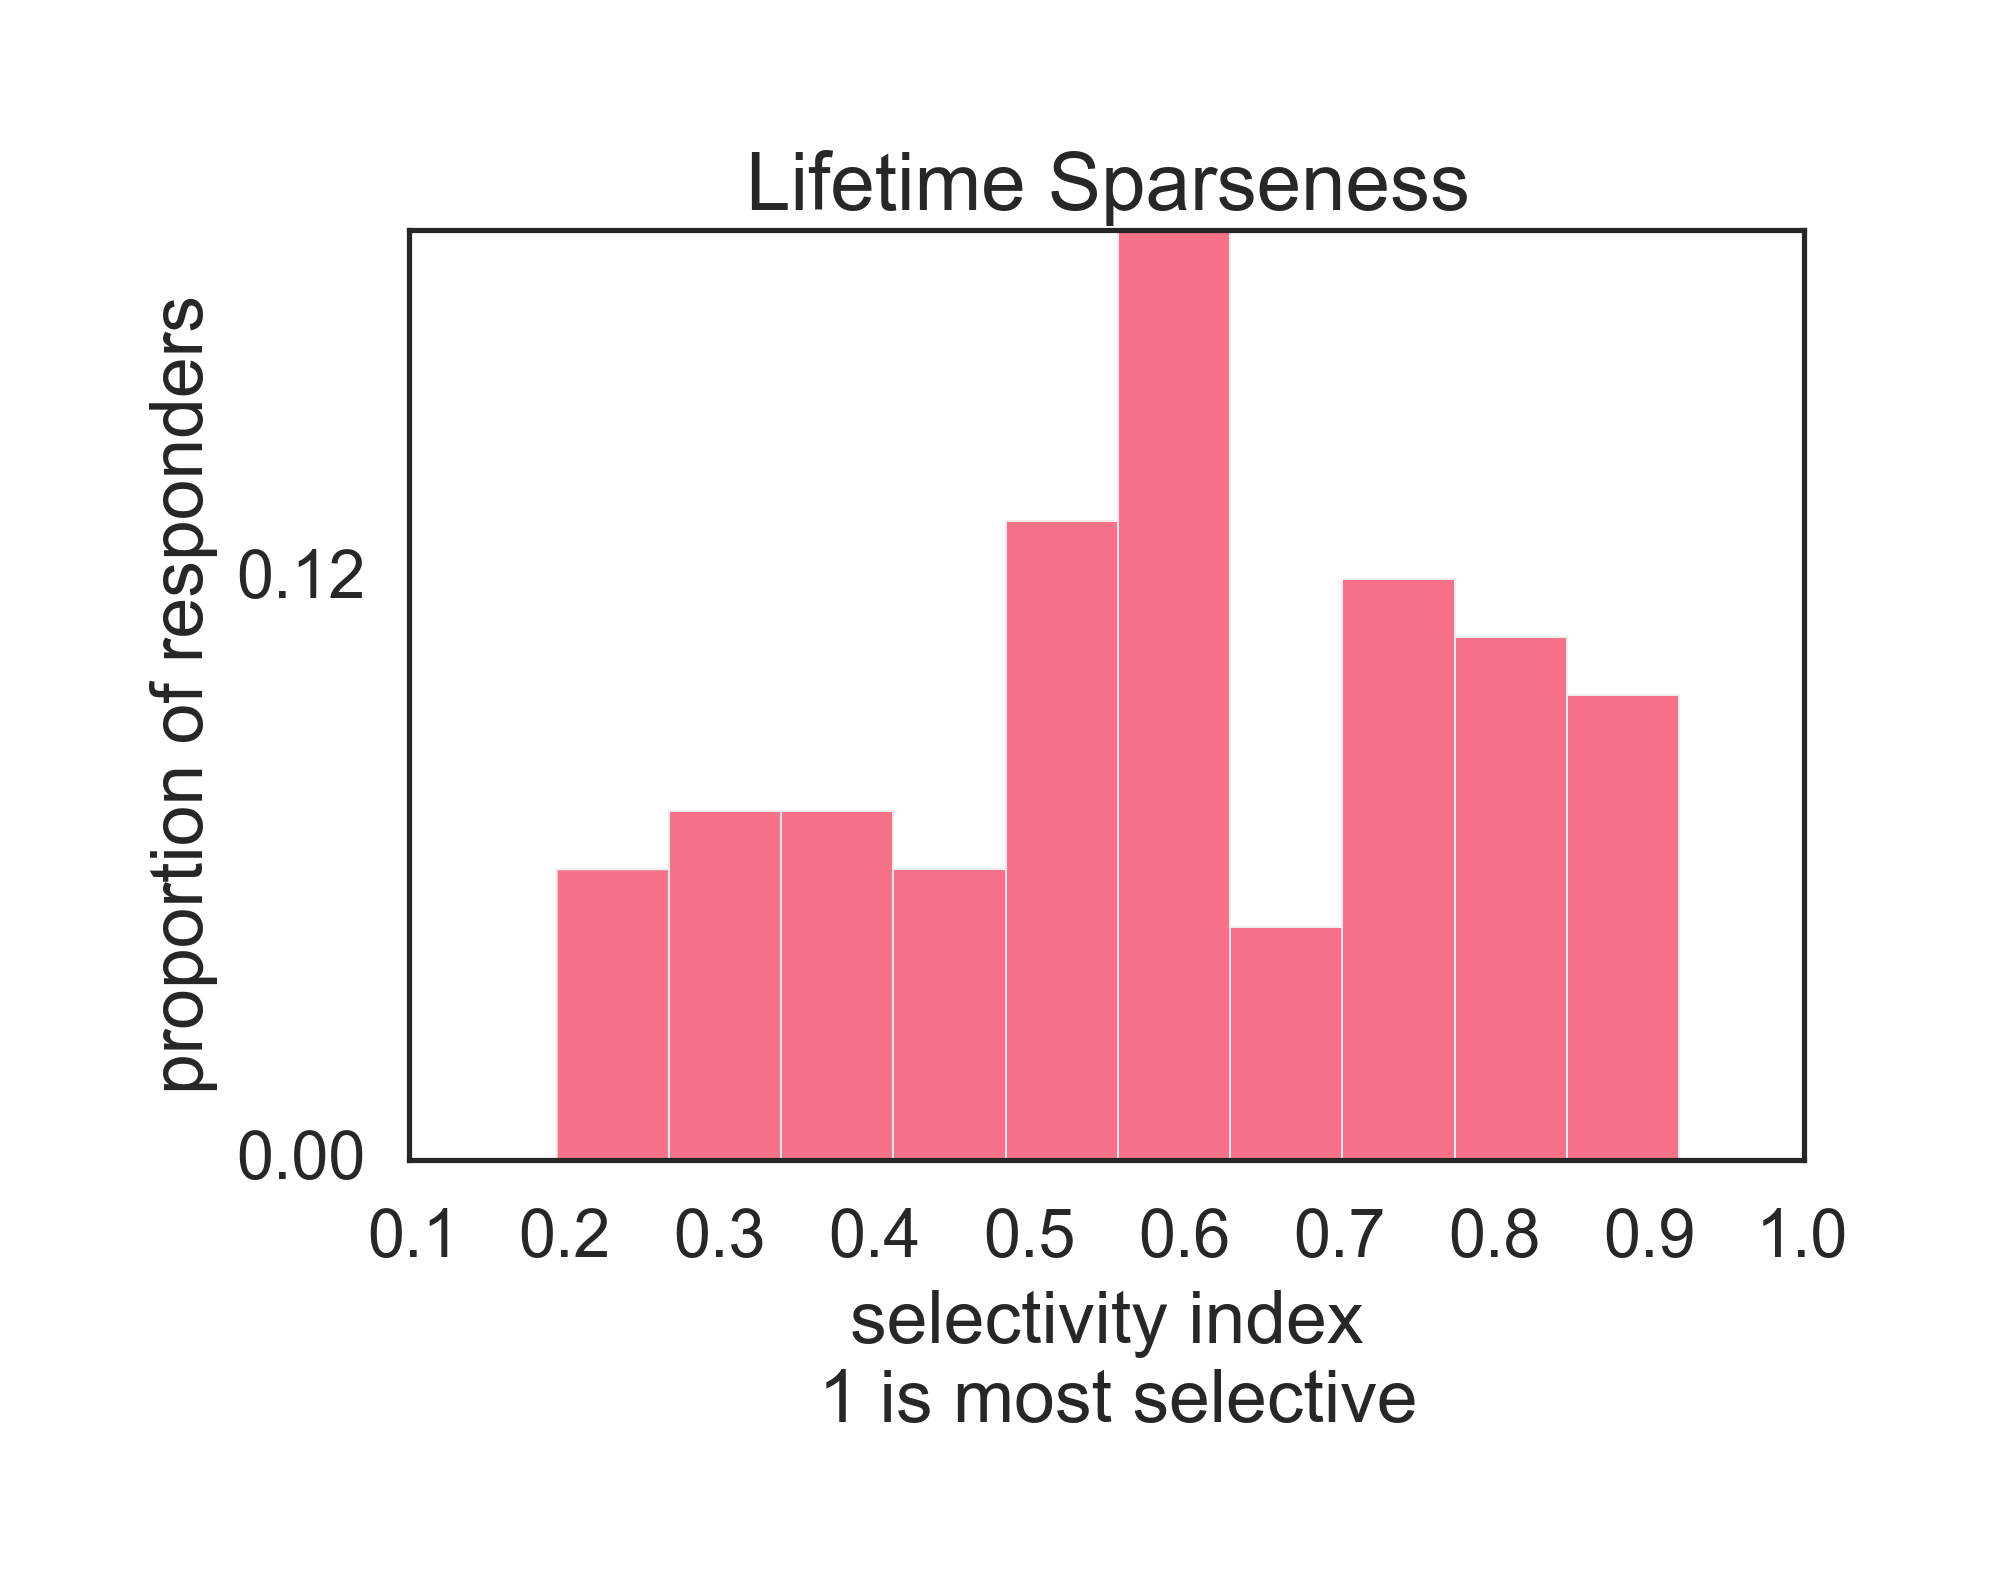 Lifetime Sparseness
proportion of responders
0.12
0.00
0.1 0.2 0.3 0.4 0.5 0.6 0.7 0.8 0.9 1.0
selectivity index
1 is most selective